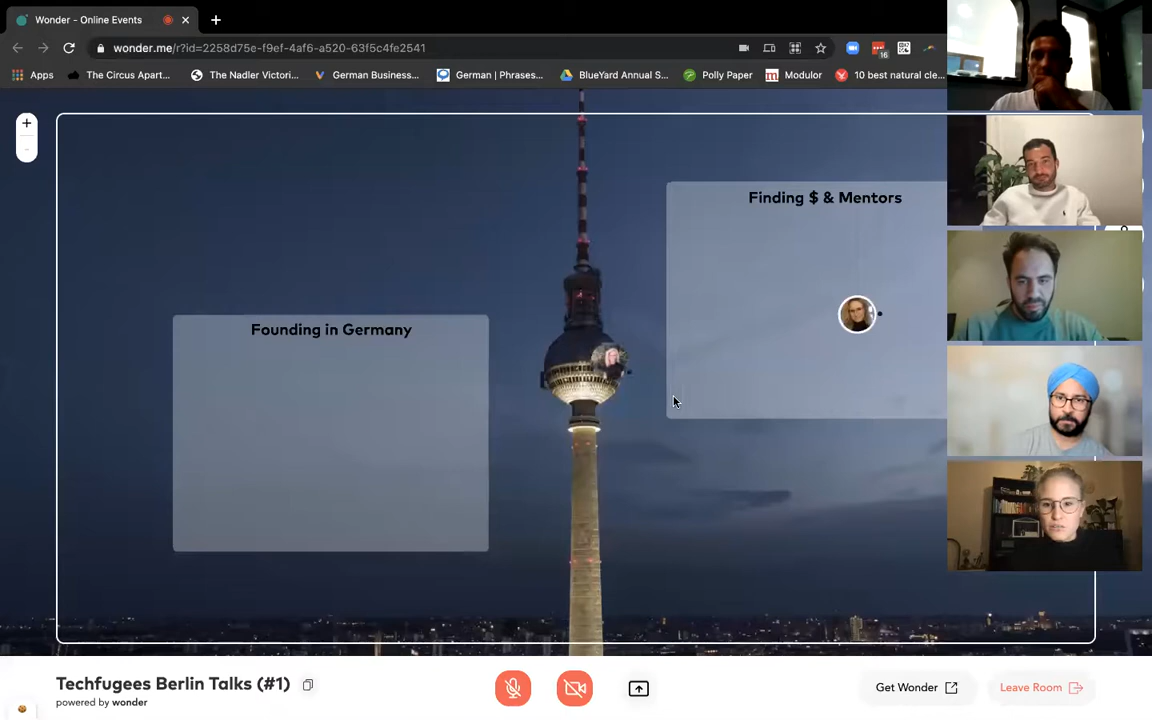 Wonder - Online Events
wonder.me/r?id=2258d75e-f9ef-4af6-a520-63f5c4fe2541
16
Apps
The Circus Apart...
The Nadler Victori...
German Business...
German | Phrases...
BlueYard Annual S...
Polly Paper
Modulor
10 best natural cle...
+
-
Finding $ & Mentors
Founding in Germany
Techfugees Berlin Talks (#1)
powered by wonder
Get Wonder
Leave Room